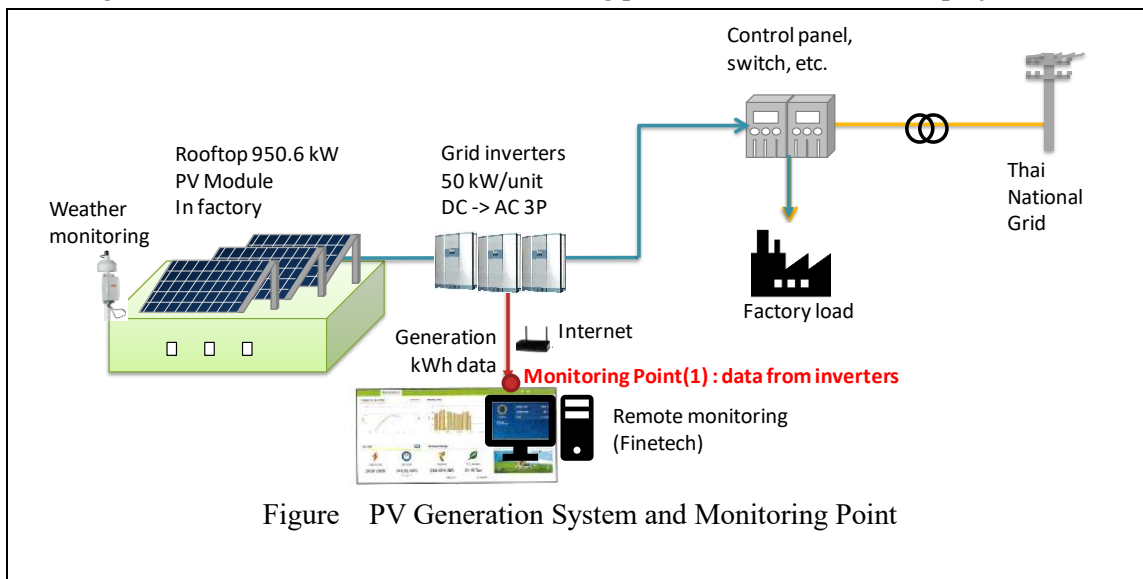 Control panel,
switch, etc.
Rooftop 950.6 kW
PV Module
In factory
Grid inverters
50 kW/unit
DC -> AC 3P
Weather
monitoring
Thai
National
Grid
Factory load
Internet
Generation
kWh data
Monitoring Point(1) : data from inverters
Remote monitoring
(Finetech)
Figure PV Generation System and Monitoring Point